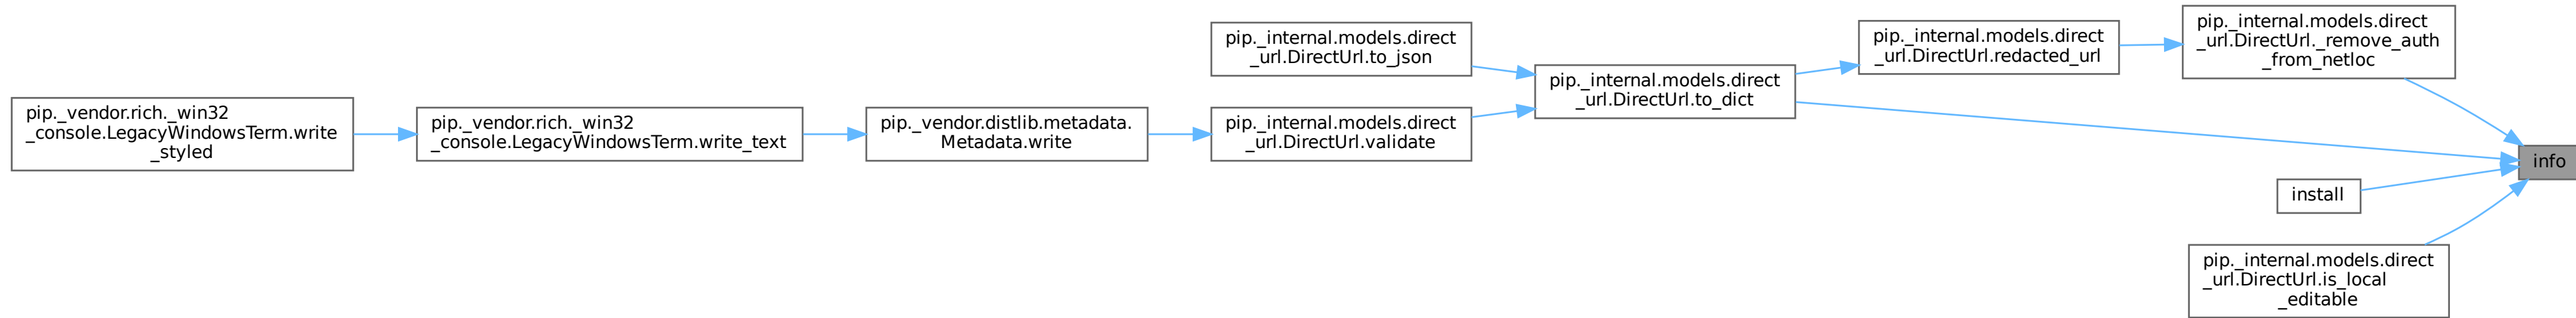 pip._vendor.rich._win32
_console.LegacyWindowsTerm.write
_styled
pip._vendor.rich._win32
_console.LegacyWindowsTerm.write_text
pip._vendor.distlib.metadata.
Metadata.write
pip._internal.models.direct
_url.DirectUrl.to_json
pip._internal.models.direct
_url.DirectUrl.validate
pip._internal.models.direct
_url.DirectUrl.to_dict
pip._internal.models.direct
_url.DirectUrl.redacted_url
pip._internal.models.direct
_url.DirectUrl._remove_auth
_from_netloc
install
pip._internal.models.direct
_url.DirectUrl.is_local
_editable
info